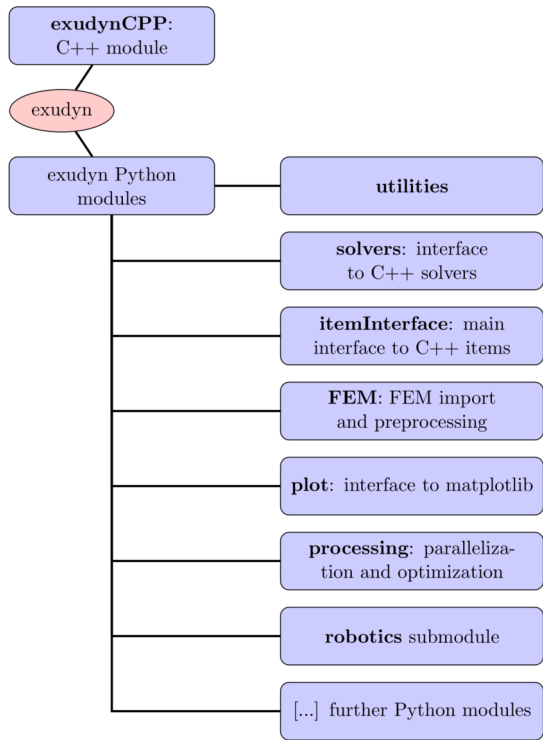 exudynCPP:
C++ module
exudyn
exudyn Python
modules
utilities
solvers: interface
to C++ solvers
itemInterface: main
interface to C++ items
FEM: FEM import
and preprocessing
plot: interface to matplotlib
processing: paralleliza-
tion and optimization
robotics submodule
[...] further Python modules